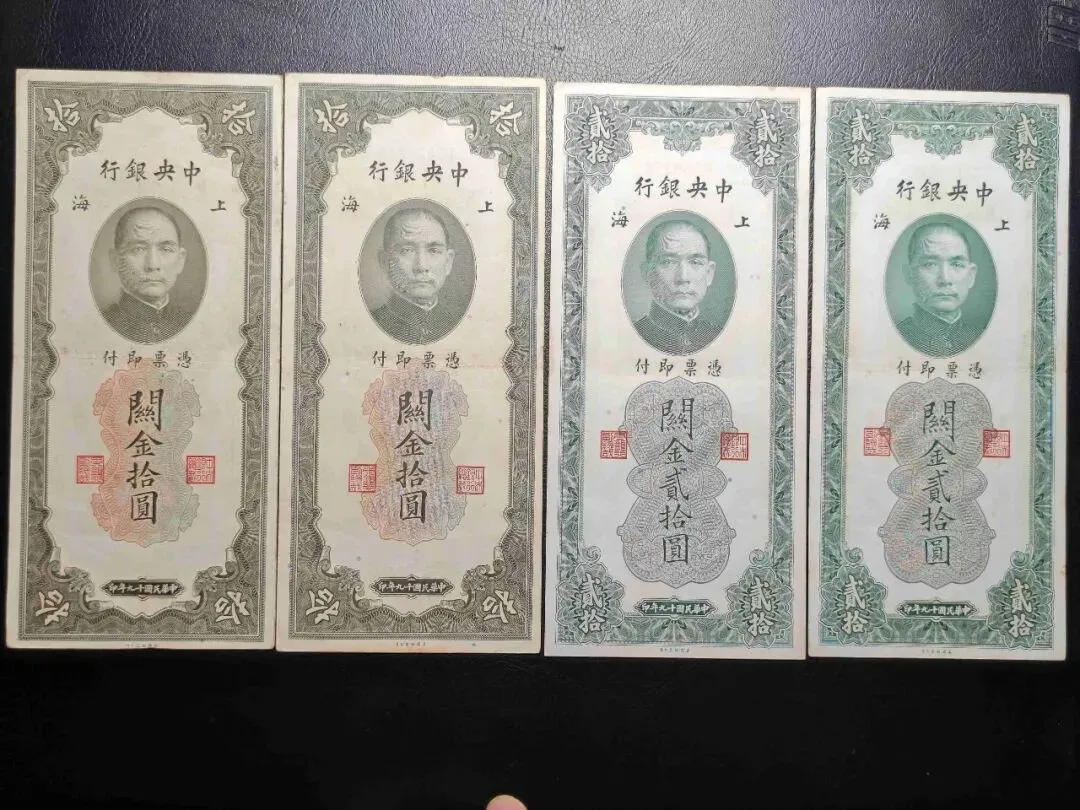 拾 拾
中央銀行
上海
憑票即付
關金拾圓
中華民國十九年印
拾 拾
拾 拾
中央銀行
上海
憑票即付
關金拾圓
中華民國十九年印
拾 拾
貳拾 貳拾
中央銀行
上海
憑票即付
關金貳拾圓
中華民國十九年印
貳拾 貳拾
貳拾 貳拾
中央銀行
上海
憑票即付
關金貳拾圓
中華民國十九年印
貳拾 貳拾